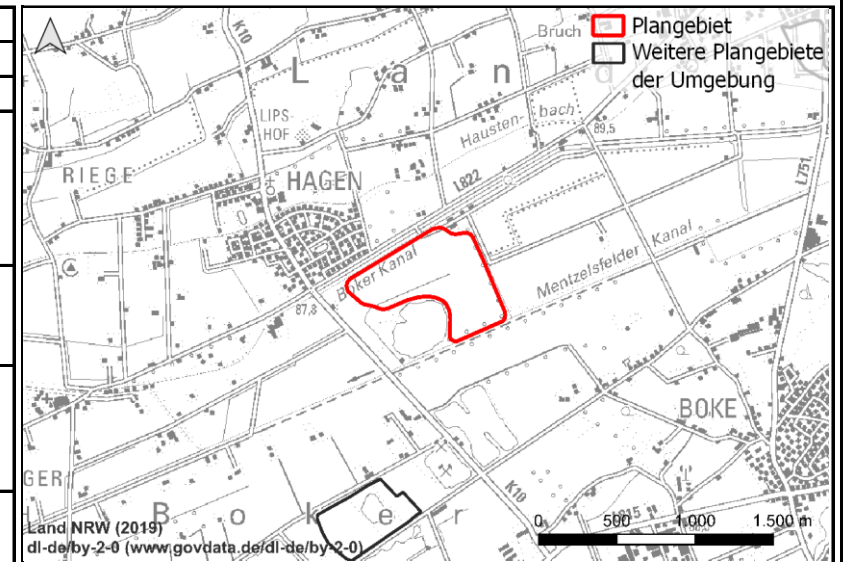 Plangebiet
Weitere Plangebiete
der Umgebung
K10
Bruch
L a n d
LIPS-
HOF
Hausten-
bach
89,5
RIEGE
HAGEN
L822
L751
Boker Kanal
Mentzelsfelder Kanal
87,3
BOKE
K10
GER
B o k e r
L815
Land NRW (2019)
dl-de/by-2-0 (www.govdata.de/dl-de/by-2-0)
0 500 1.000 1.500 m